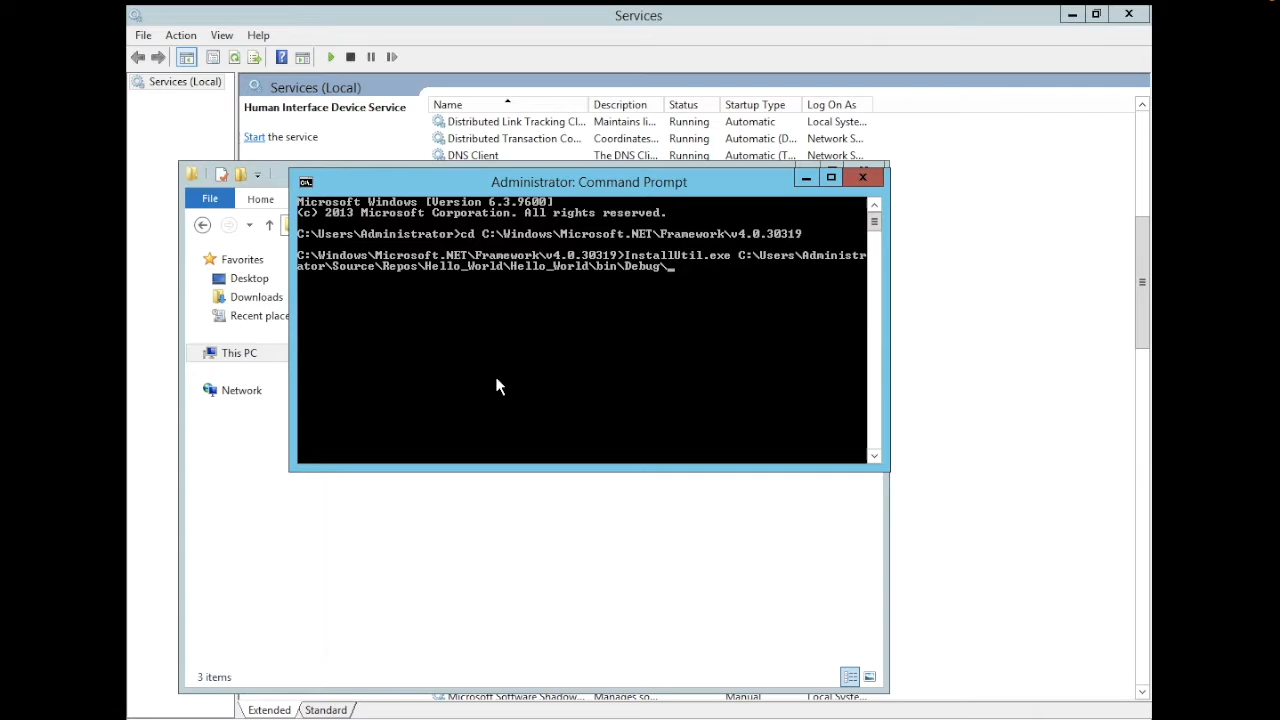 Services
File Action View Help
Services (Local)
Services (Local)
Human Interface Device Service
Start the service
Name Description Status Startup Type Log On As
Distributed Link Tracking Cl... Maintains li... Running Automatic Local Syste...
Distributed Transaction Co... Coordinates... Running Automatic (D... Network S...
DNS Client The DNS Cli... Running Automatic (T... Network S...
File Home
Favorites
Desktop
Downloads
Recent place
This PC
Network
3 items
Administrator: Command Prompt
Microsoft Windows [Version 6.3.9600]
(c) 2013 Microsoft Corporation. All rights reserved.
C:\Users\Administrator>cd C:\Windows\Microsoft.NET\Framework\v4.0.30319
C:\Windows\Microsoft.NET\Framework\v4.0.30319>InstallUtil.exe C:\Users\Administr
ator\Source\Repos\Hello_World\Hello_World\bin\Debug\_
Microsoft Software Shadow... Manages so... Manual Local Syste...
Extended Standard